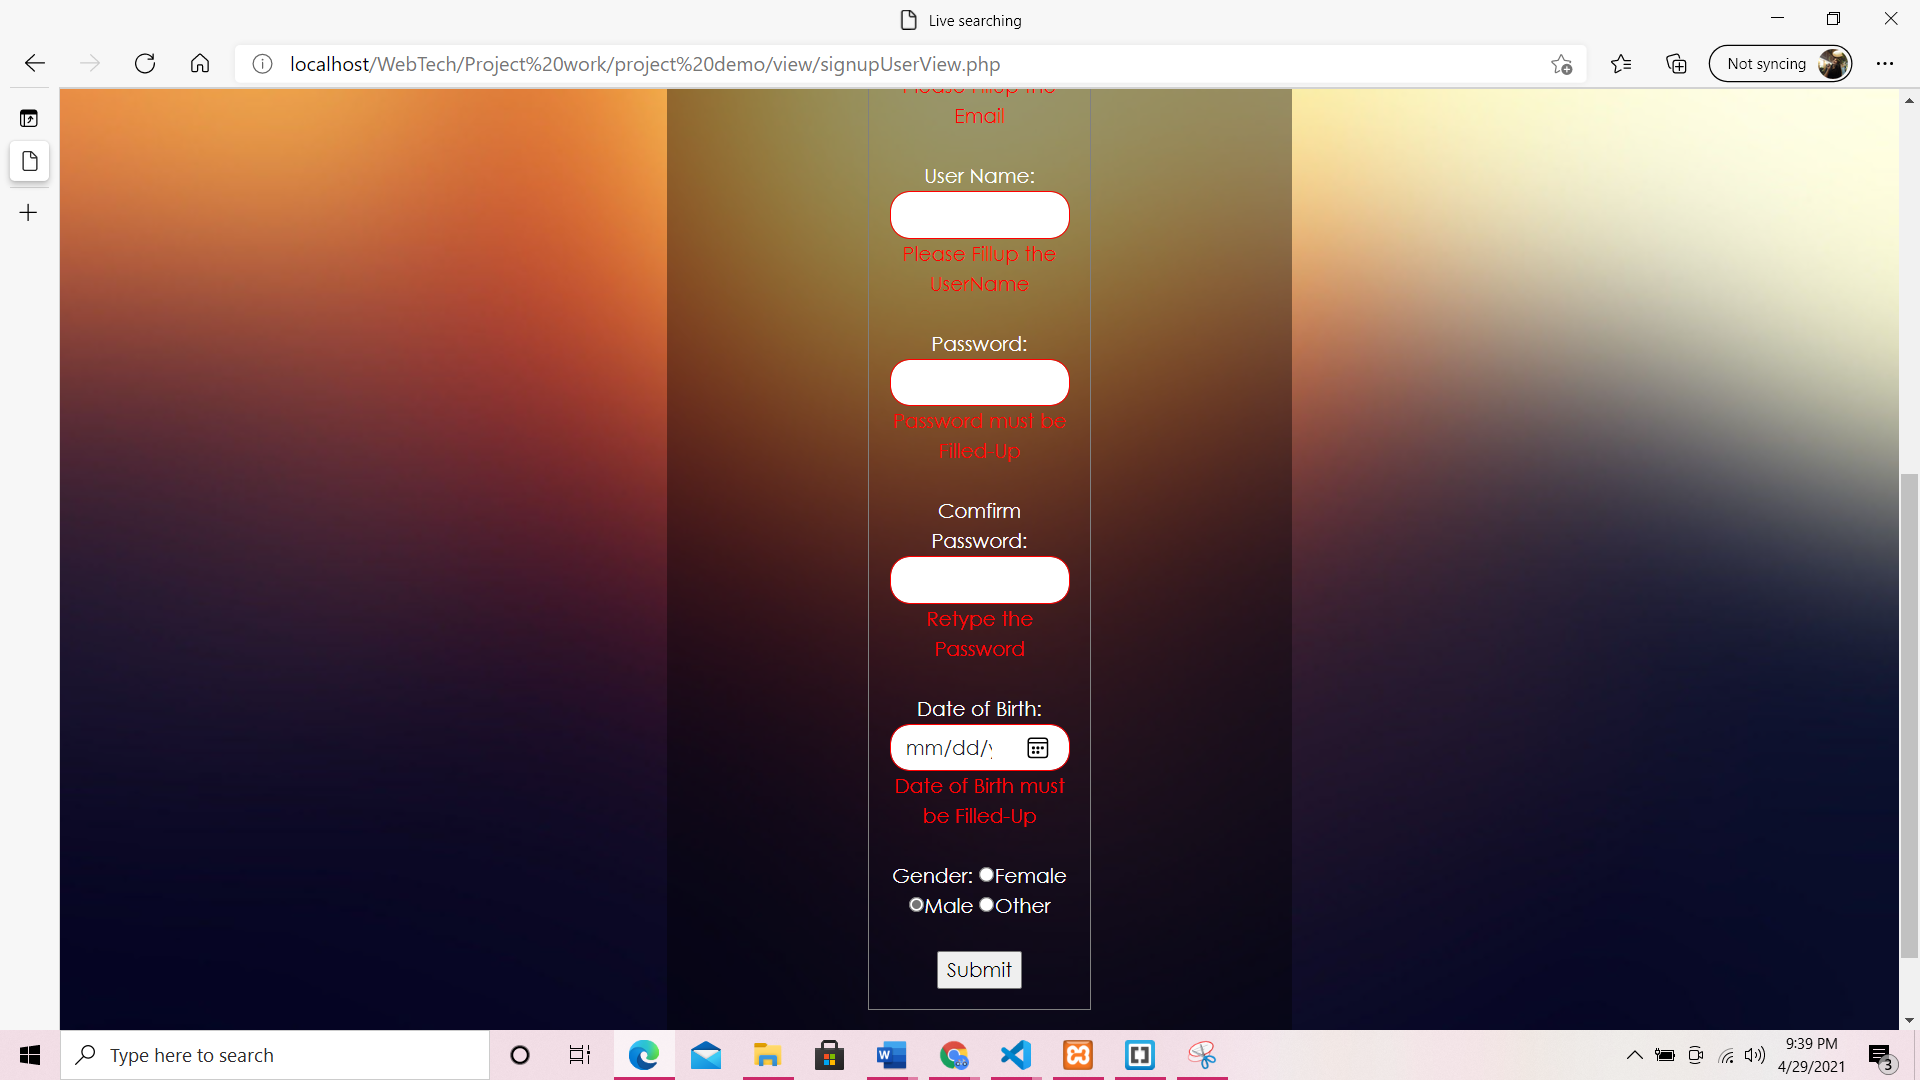 Live searching
localhost/WebTech/Project%20work/project%20demo/view/signupUserView.php
Not syncing
Please Fillup the
Email
User Name:
Please Fillup the
UserName
Password:
Password must be
Filled-Up
Comfirm
Password:
Retype the
Password
Date of Birth:
mm/dd/y
Date of Birth must
be Filled-Up
Gender: Female
Male Other
Submit
Type here to search
9:39 PM
4/29/2021
3